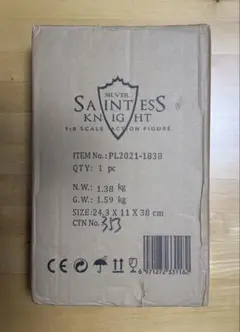 SILVER
SAINTESS ®
KNIGHT
1:6 SCALE ACTION FIGURE
ITEM No.: PL2021-183B
QTY: 1 pc
N.W.: 1.38 kg
G.W.: 1.59 kg
SIZE: 24.3 X 11 X 38 cm
CTN No. 353
CE